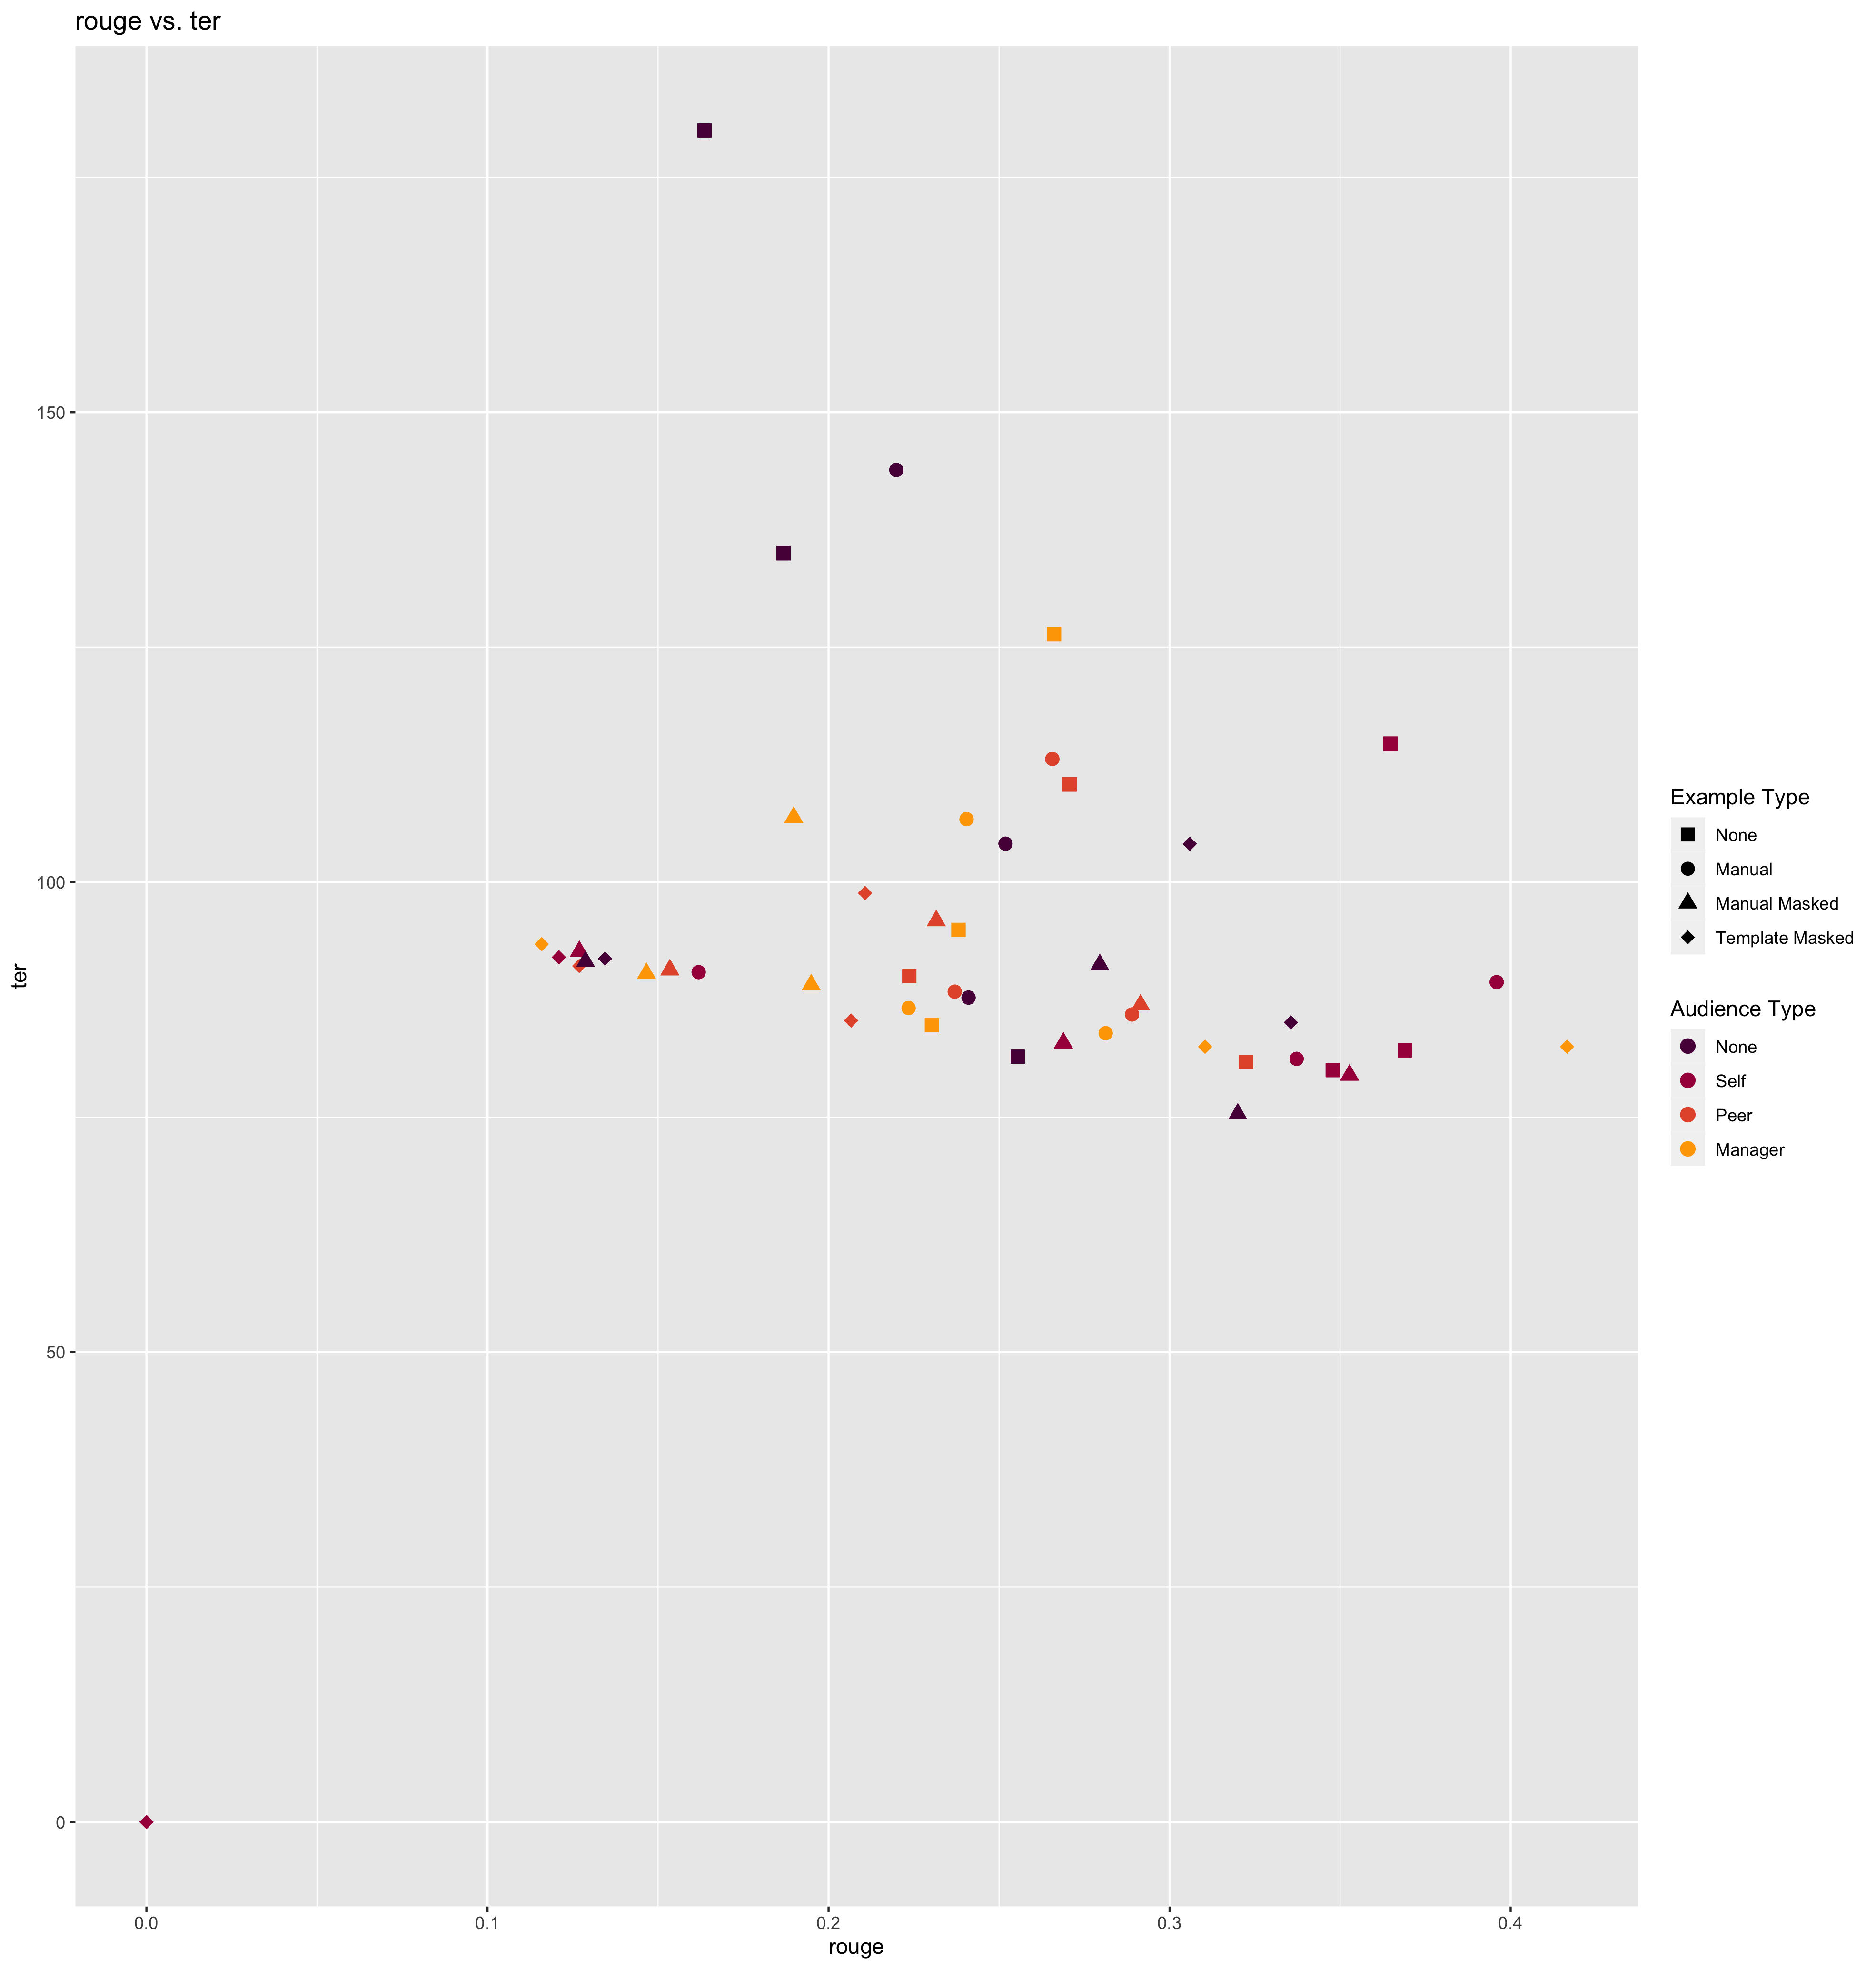 rouge vs. ter
150
100
50
0
ter
0.0
0.1
0.2
0.3
0.4
rouge
Example Type
None
Manual
Manual Masked
Template Masked
Audience Type
None
Self
Peer
Manager